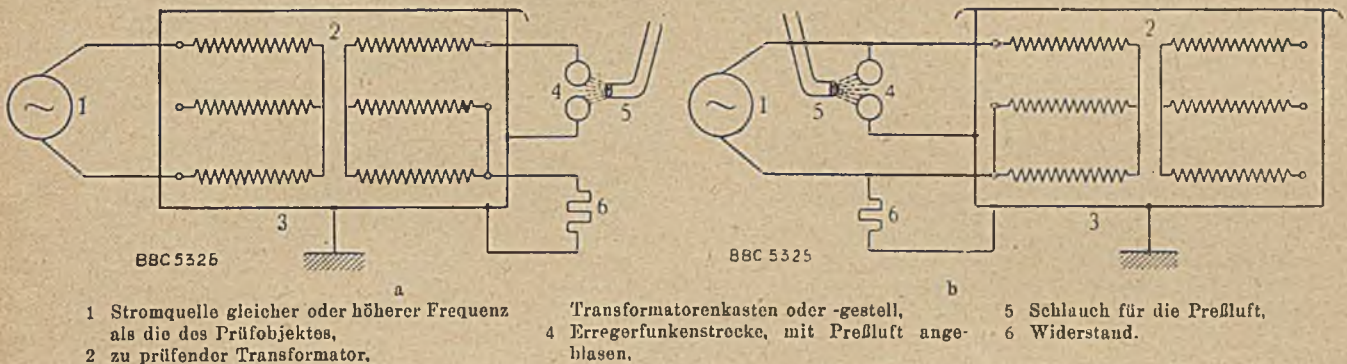 2
1
4
5
6
3
BBC 5326
a
2
1
4
5
6
3
BBC 5325
b
1 Stromquelle gleicher oder höherer Frequenz
als die des Prüfobjektes,
2 zu prüfender Transformator,
Transformatorenkasten oder -gestell,
4 Erregerfunkenstrecke, mit Preßluft ange-
blasen,
5 Schlauch für die Preßluft,
6 Widerstand.